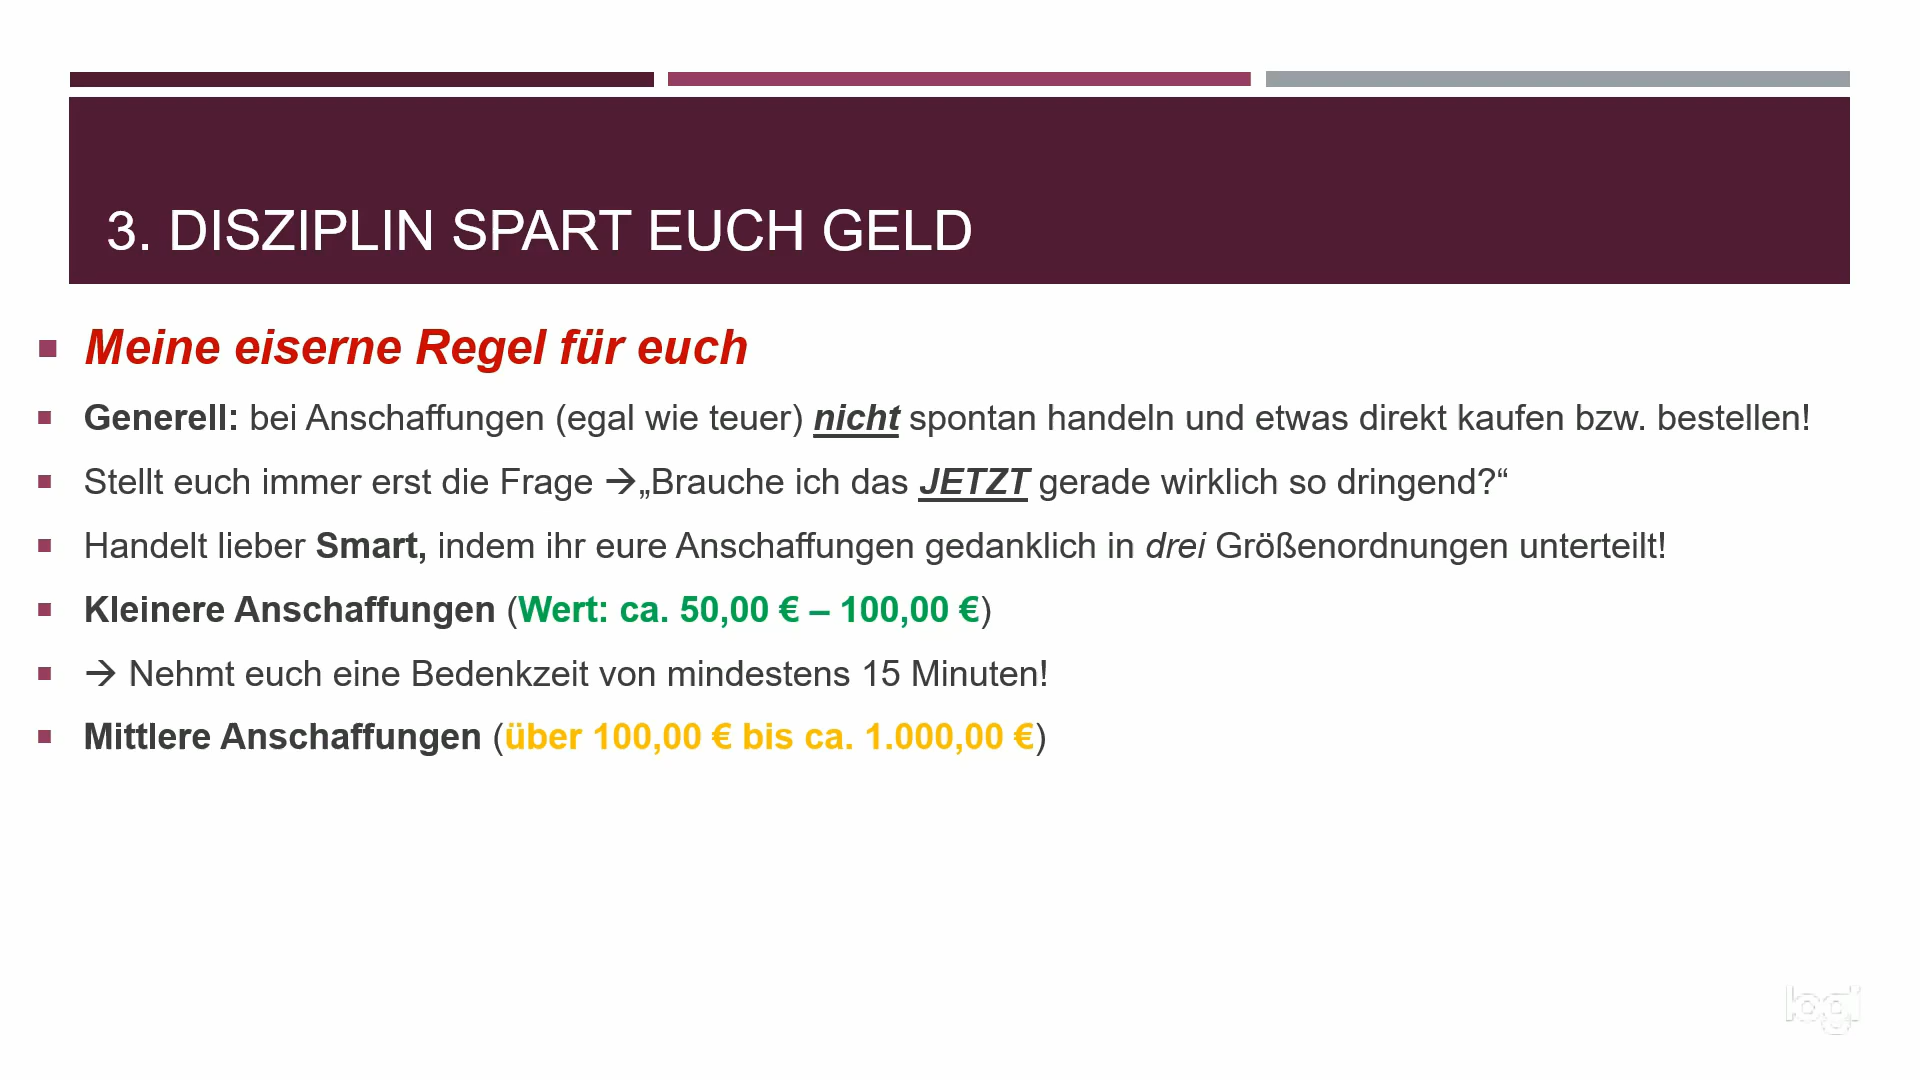 3. DISZIPLIN SPART EUCH GELD
Meine eiserne Regel für euch
Generell: bei Anschaffungen (egal wie teuer) nicht spontan handeln und etwas direkt kaufen bzw. bestellen!
Stellt euch immer erst die Frage →„Brauche ich das JETZT gerade wirklich so dringend?“
Handelt lieber Smart, indem ihr eure Anschaffungen gedanklich in drei Größenordnungen unterteilt!
Kleinere Anschaffungen (Wert: ca. 50,00 € – 100,00 €)
→ Nehmt euch eine Bedenkzeit von mindestens 15 Minuten!
Mittlere Anschaffungen (über 100,00 € bis ca. 1.000,00 €)
logi